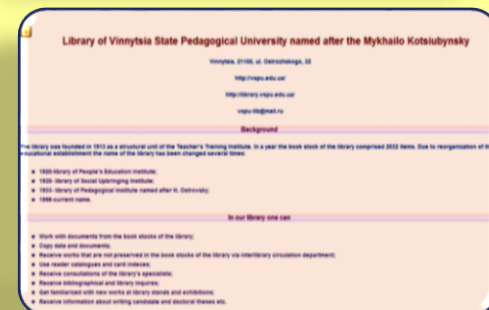 Library of Vinnytsia State Pedagogical University named after the Mykhailo Kotsiubynsky
Vinnytsia, 21100, ul. Ostrozhskogo, 32
http://vspu.edu.ua/
http://library.vspu.edu.ua/
vspu-lib@mail.ru
Background
The library was founded in 1913 as a structural unit of the Teacher's Training Institute. In a year the book stock of the library comprised 2032 items. Due to reorganization of
educational establishment the name of the library has been changed several times:
1920-library of People's Education Institute;
1930- library of Social Upbringing Institute;
1933- library of Pedagogical Institute named after N. Ostrovsky;
1998-current name.
In our library one can
Work with documents from the book stocks of the library;
Copy data and documents;
Receive works that are not preserved in the book stocks of the library via interlibrary circulation department;
Use reader catalogues and card indexes;
Receive consultations of the library's specialists;
Receive bibliographical and library inquires;
Get familiarized with new works at library stands and exhibitions;
Receive information about writing candidate and doctoral theses etc.